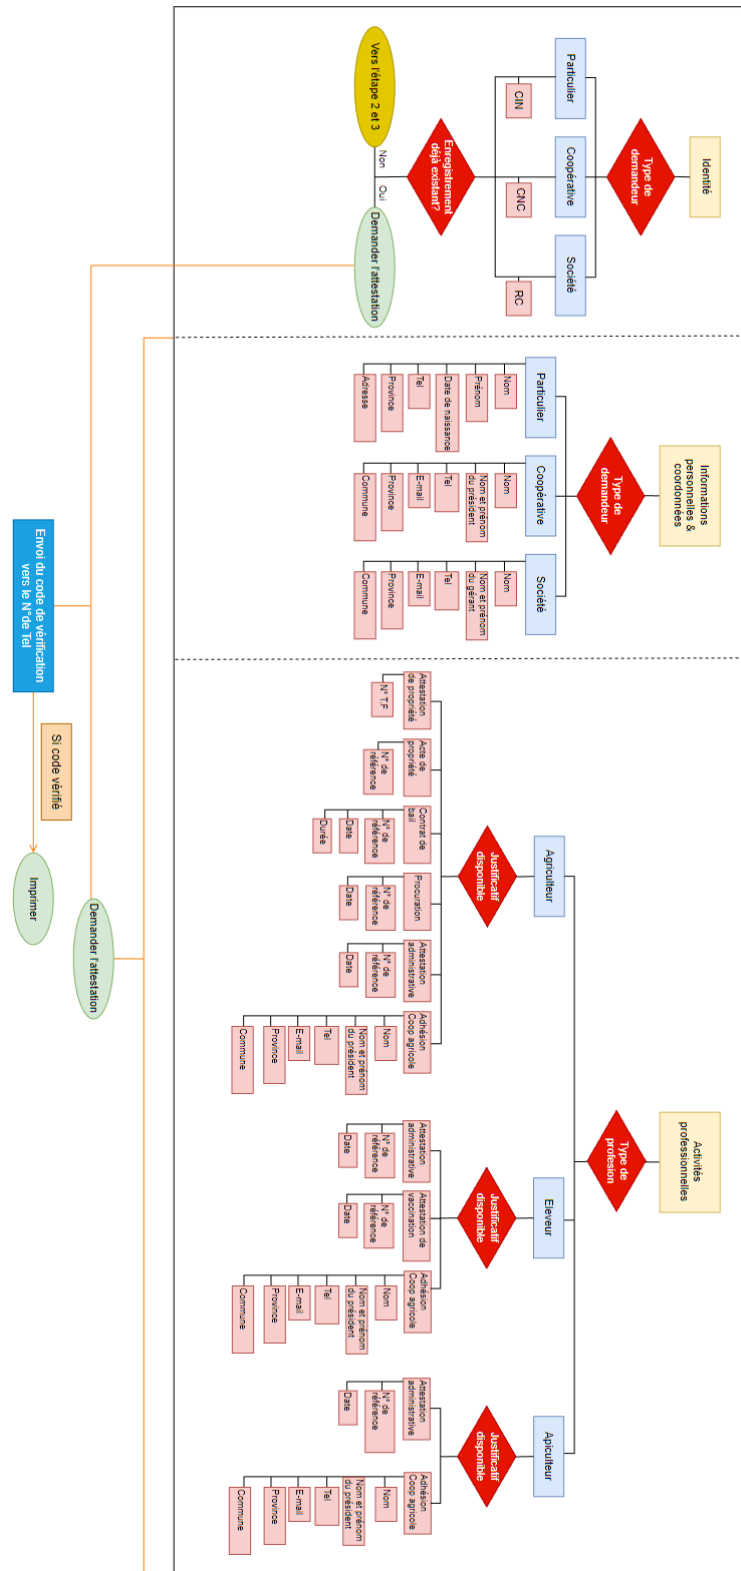 Identité
Type de
demandeur
Particulier
Coopérative
Société
CIN
CNC
RC
Enregistrement
déjà existant?
Non
Oui
Vers l'étape 2 et 3
Demander l'attestation
Informations
personnelles &
coordonnées
Type de
demandeur
Particulier
Nom
Prénom
Date de naissance
Tel
Province
Adresse
Coopérative
Nom
Nom et prénom
du président
Tel
E-mail
Province
Commune
Société
Nom
Nom et prénom
du gérant
Tel
E-mail
Province
Commune
Activités
professionnelles
Type de
profesion
Agriculteur
Justificatif
disponible
Attestation
de propriété
N° T.F
Acte de
propriété
N° de
référence
Contrat de
bail
N° de
référence
Date
Durée
Procuration
N° de
référence
Date
Attestation
administrative
N° de
référence
Date
Adhésion
Coop agricole
Nom
Nom et prénom
du président
Tel
E-mail
Province
Commune
Eleveur
Justificatif
disponible
Attestation
administrative
N° de
référence
Date
Attestation de
vaccination
N° de
référence
Date
Adhésion
Coop agricole
Nom
Nom et prénom
du président
Tel
E-mail
Province
Commune
Apiculteur
Justificatif
disponible
Attestation
administrative
N° de
référence
Date
Adhésion
Coop agricole
Nom
Nom et prénom
du président
Tel
E-mail
Province
Commune
Demander l'attestation
Envoi du code de vérification
vers le N°de Tel
Si code vérifié
Imprimer